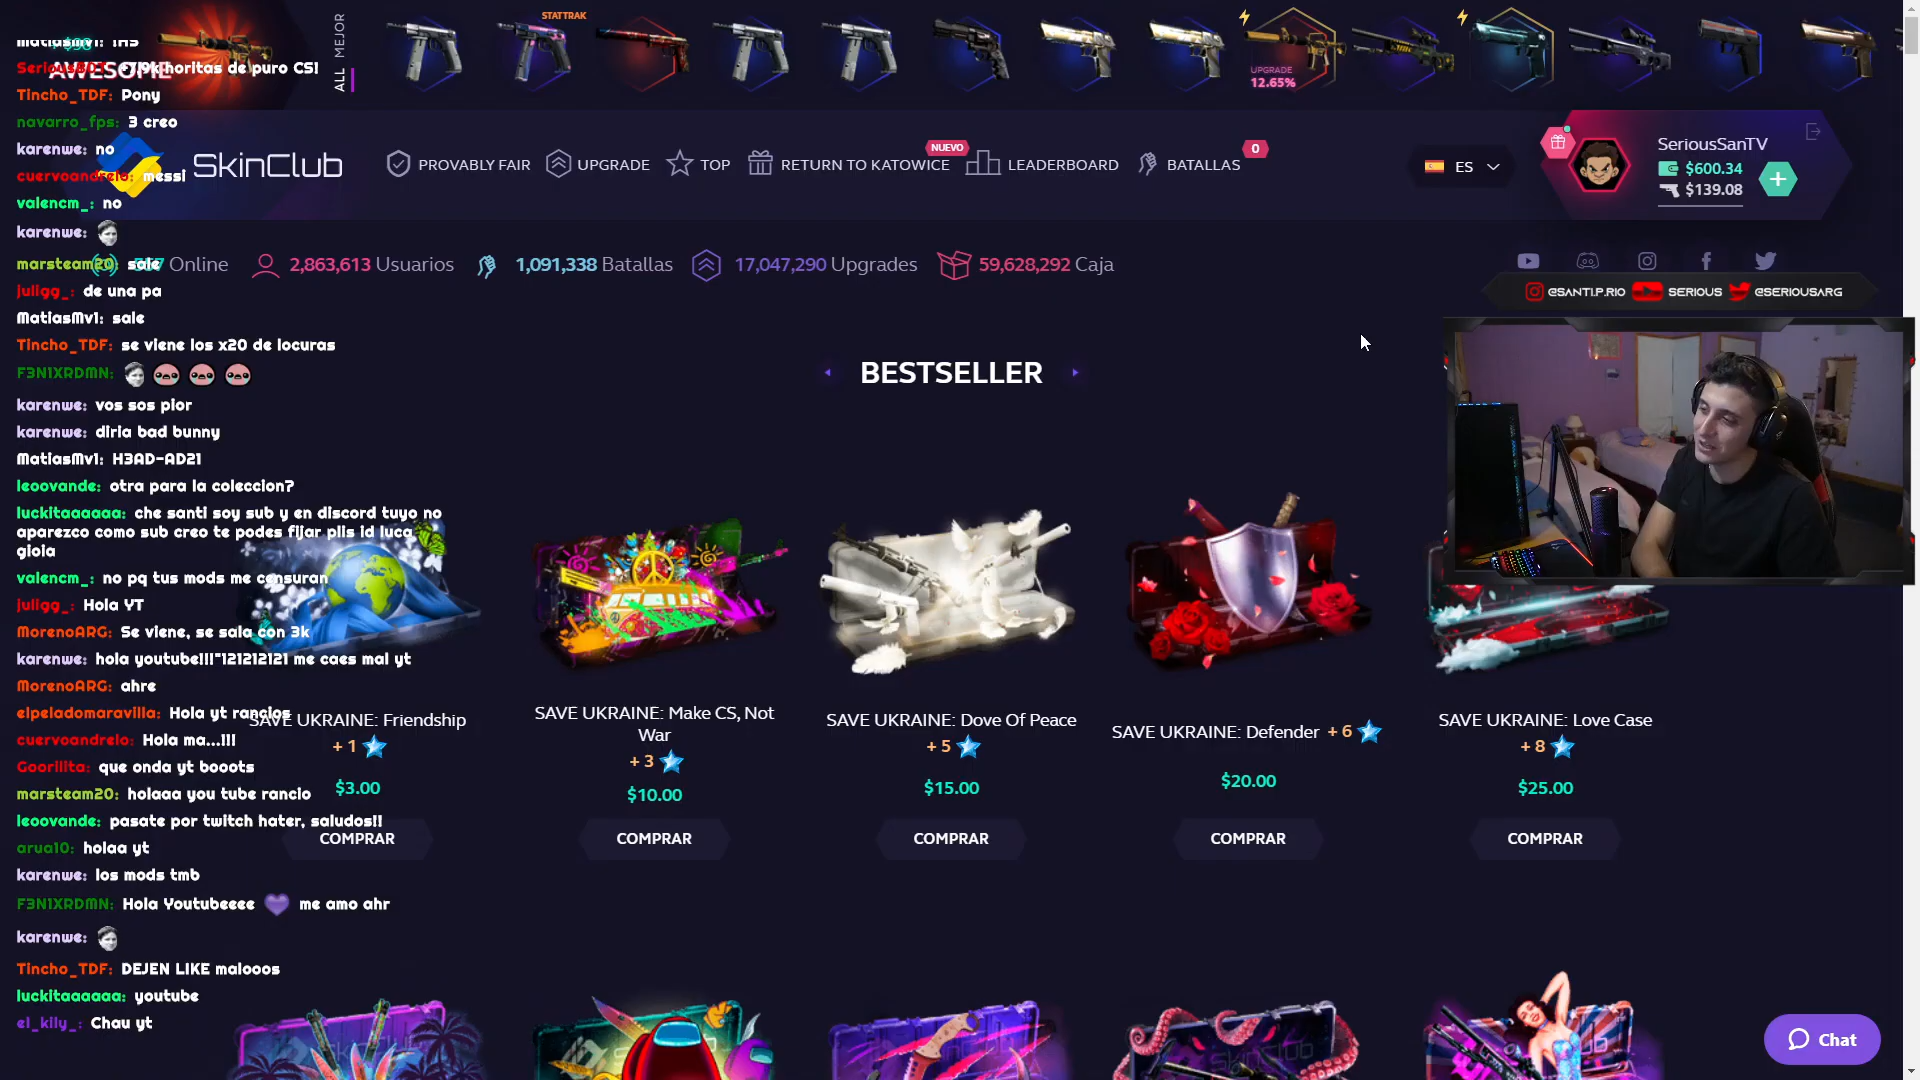 STATTRAK
MEJOR
ALL
UPGRADE
12.65%
AWESOME
SkinClub
PROVABLY FAIR
UPGRADE
TOP
RETURN TO KATOWICE
NUEVO
LEADERBOARD
BATALLAS
0
ES
SeriousSanTV
$600.34
$139.08
Online
2,863,613 Usuarios
1,091,338 Batallas
17,047,290 Upgrades
59,628,292 Caja
@SANTI.P.RIO SERIOUS @SERIOUSARG
BESTSELLER
horitas de puro CS!
Tincho_TDF: Pony
navarro_fps: 3 creo
karenwe: no
cuervoandrelo: messi
valencm_: no
karenwe:
marsteam20: sale
juligg_: de una pa
MatiasMv1: sale
Tincho_TDF: se viene los x20 de locuras
F3N1XRDMN:
karenwe: vos sos pior
karenwe: diria bad bunny
MatiasMv1: H3AD-AD21
leoovande: otra para la coleccion?
luckitaaaaaa: che santi soy sub y en discord tuyo no
aparezco como sub creo te podes fijar plis id luca
gioia
valencm_: no pq tus mods me censuran
juligg_: Hola YT
MorenoARG: Se viene, se sala con 3k
karenwe: hola youtube!!!"121212121 me caes mal yt
MorenoARG: ahre
elpeladomaravilla: Hola yt rancios
cuervoandrelo: Hola ma...!!!
Goorilita: que onda yt booots
marsteam20: holaaa you tube rancio
leoovande: pasate por twitch hater, saludos!!
arua10: holaa yt
karenwe: los mods tmb
F3N1XRDMN: Hola Youtubeeee me amo ahr
karenwe:
Tincho_TDF: DEJEN LIKE malooos
luckitaaaaaa: youtube
el_kily_: Chau yt
SAVE UKRAINE: Friendship
+ 1
$3.00
COMPRAR
SAVE UKRAINE: Make CS, Not
War
+ 3
$10.00
COMPRAR
SAVE UKRAINE: Dove Of Peace
+ 5
$15.00
COMPRAR
SAVE UKRAINE: Defender + 6
$20.00
COMPRAR
SAVE UKRAINE: Love Case
+ 8
$25.00
COMPRAR
Chat